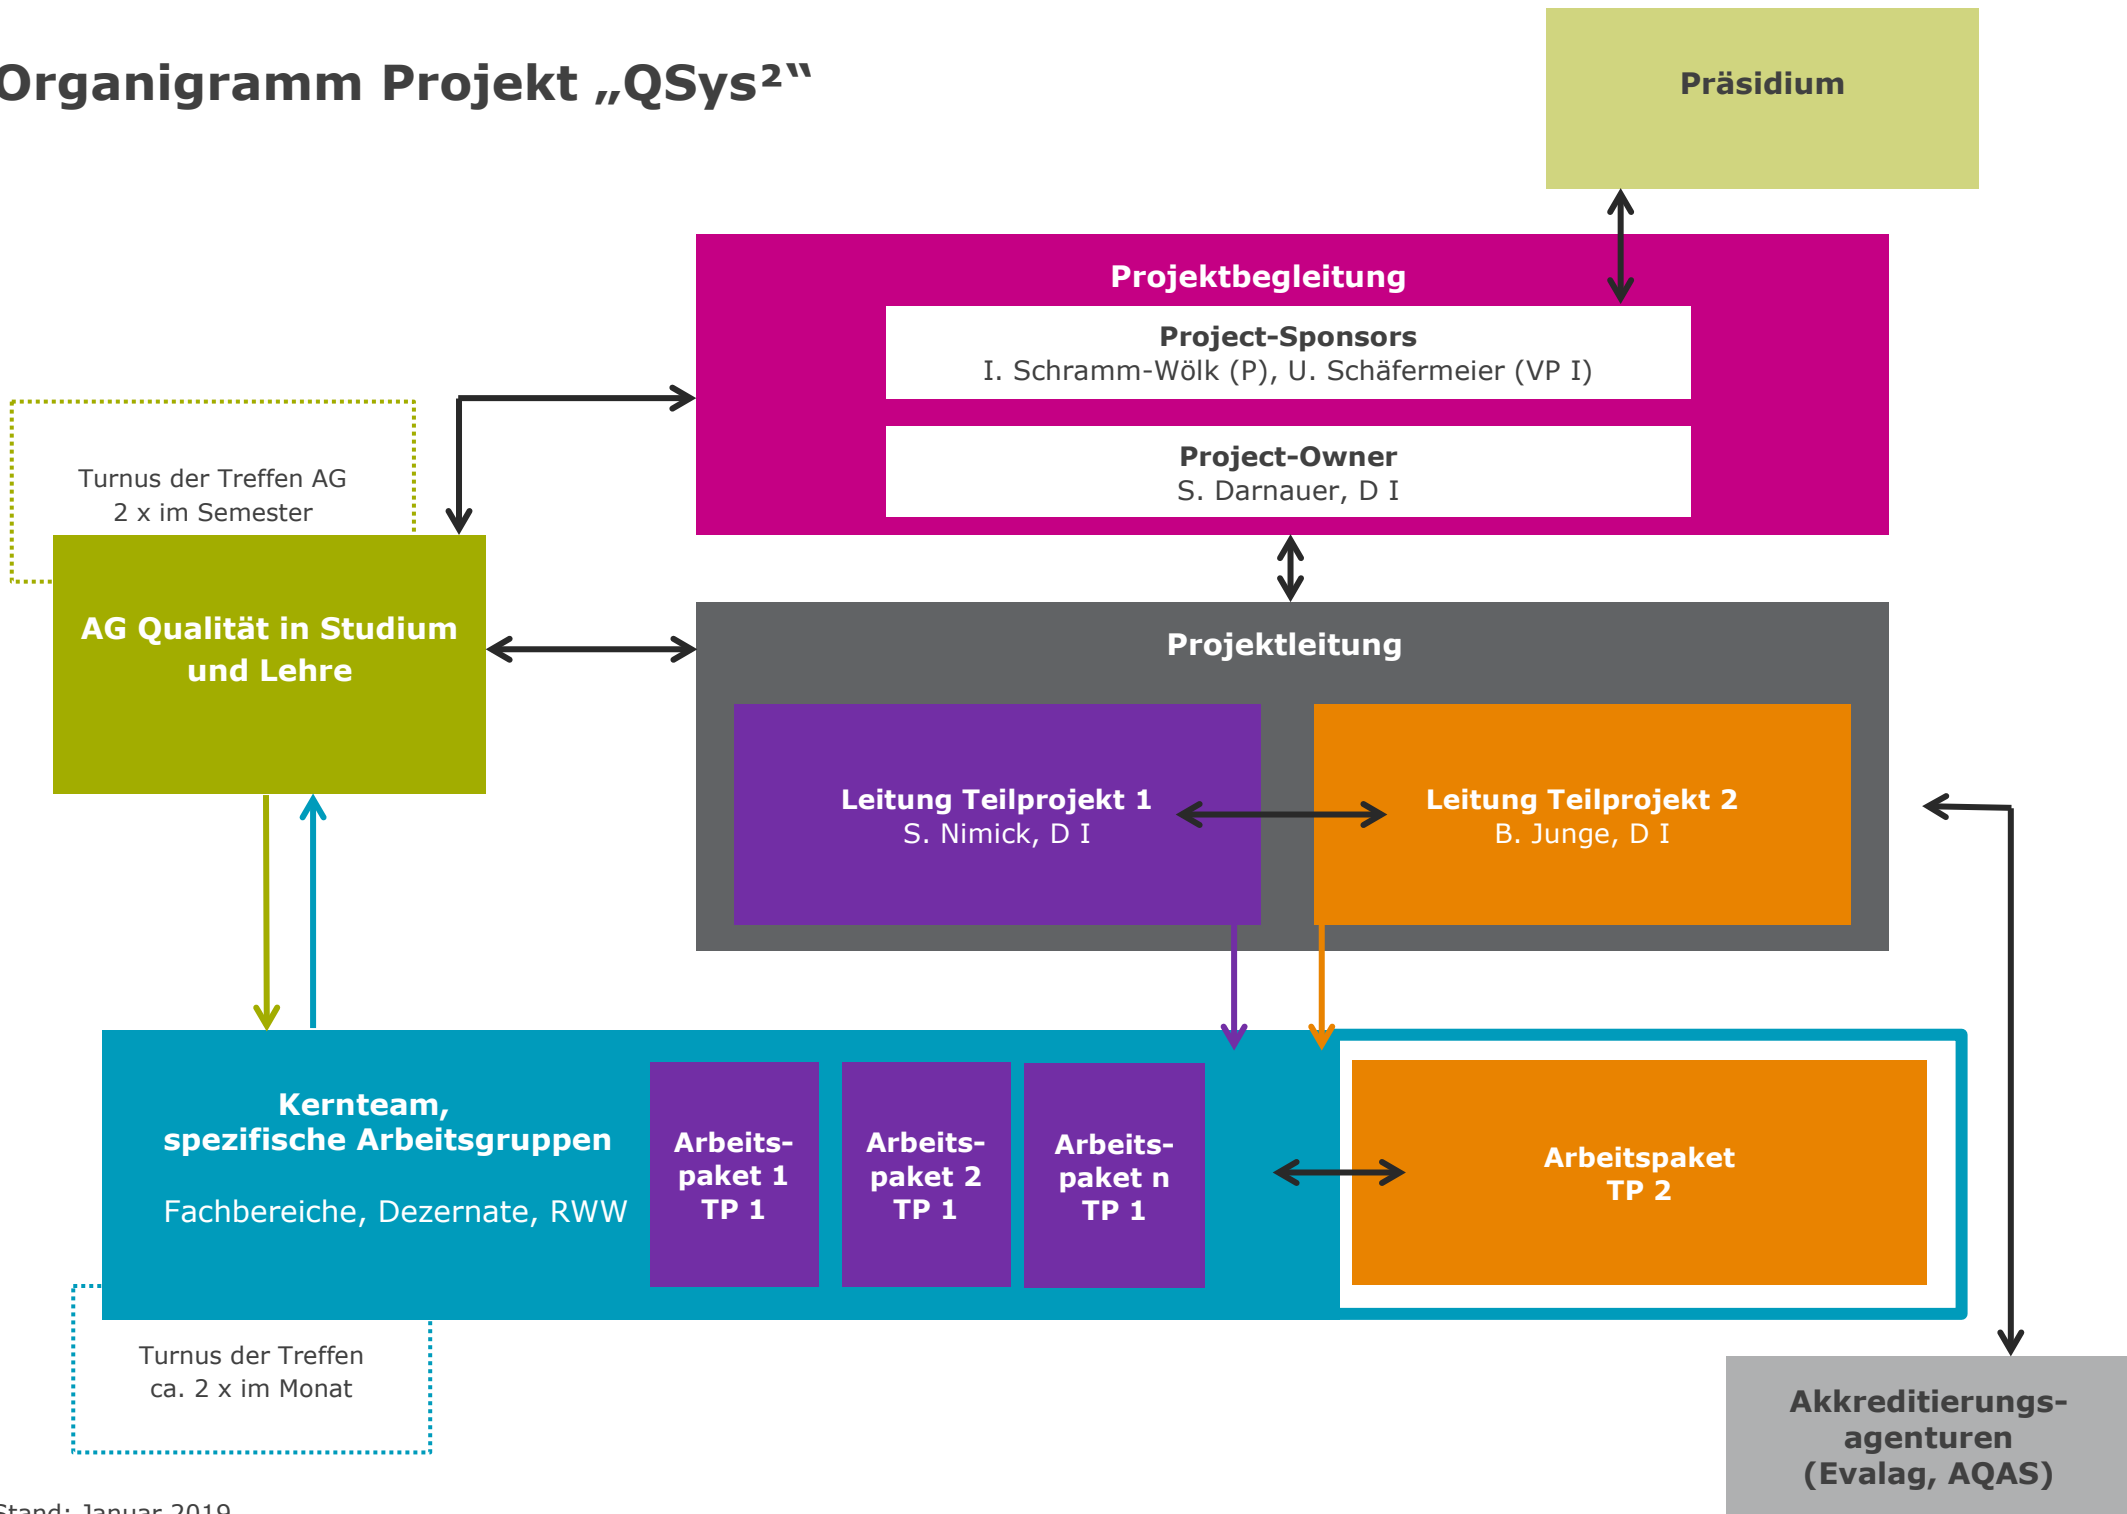 Organigramm Projekt „QSys²“
Präsidium
Projektbegleitung
Project-Sponsors
I. Schramm-Wölk (P), U. Schäfermeier (VP I)
Project-Owner
S. Darnauer, D I
Turnus der Treffen AG
2 x im Semester
AG Qualität in Studium
und Lehre
Projektleitung
Leitung Teilprojekt 1
S. Nimick, D I
Leitung Teilprojekt 2
B. Junge, D I
Kernteam,
spezifische Arbeitsgruppen
Fachbereiche, Dezernate, RWW
Arbeits-
paket 1
TP 1
Arbeits-
paket 2
TP 1
Arbeits-
paket n
TP 1
Arbeitspaket
TP 2
Turnus der Treffen
ca. 2 x im Monat
Akkreditierungs-
agenturen
(Evalag, AQAS)
Stand: Januar 2019